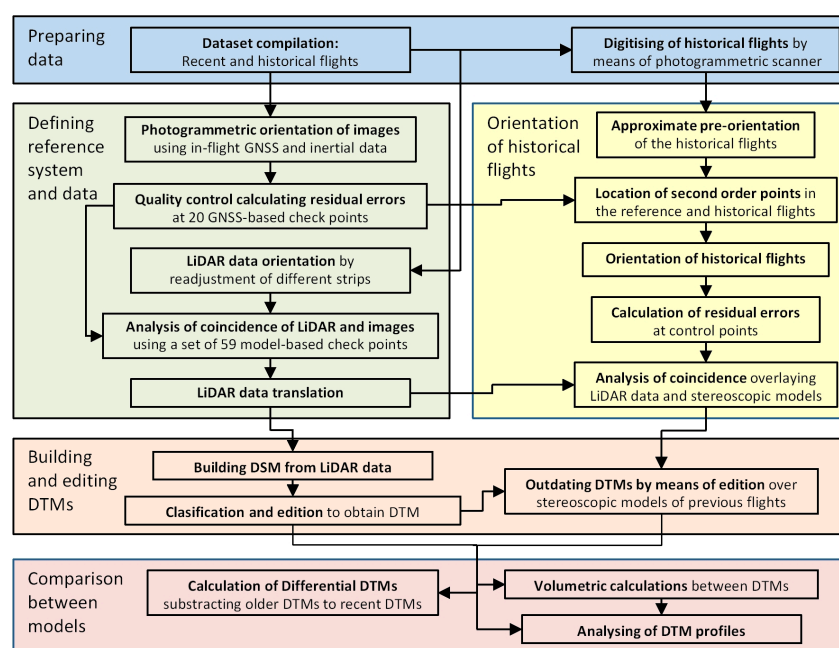 Preparing
data
Dataset compilation:
Recent and historical flights
Digitising of historical flights by
means of photogrammetric scanner
Defining
reference
system
and data
Photogrammetric orientation of images
using in-flight GNSS and inertial data
Quality control calculating residual errors
at 20 GNSS-based check points
LiDAR data orientation by
readjustment of different strips
Analysis of coincidence of LiDAR and images
using a set of 59 model-based check points
LiDAR data translation
Orientation
of historical
flights
Approximate pre-orientation
of the historical flights
Location of second order points in
the reference and historical flights
Orientation of historical flights
Calculation of residual errors
at control points
Analysis of coincidence overlaying
LiDAR data and stereoscopic models
Building
and editing
DTMs
Building DSM from LiDAR data
Clasification and edition to obtain DTM
Outdating DTMs by means of edition over
stereoscopic models of previous flights
Comparison
between
models
Calculation of Differential DTMs
substracting older DTMs to recent DTMs
Volumetric calculations between DTMs
Analysing of DTM profiles